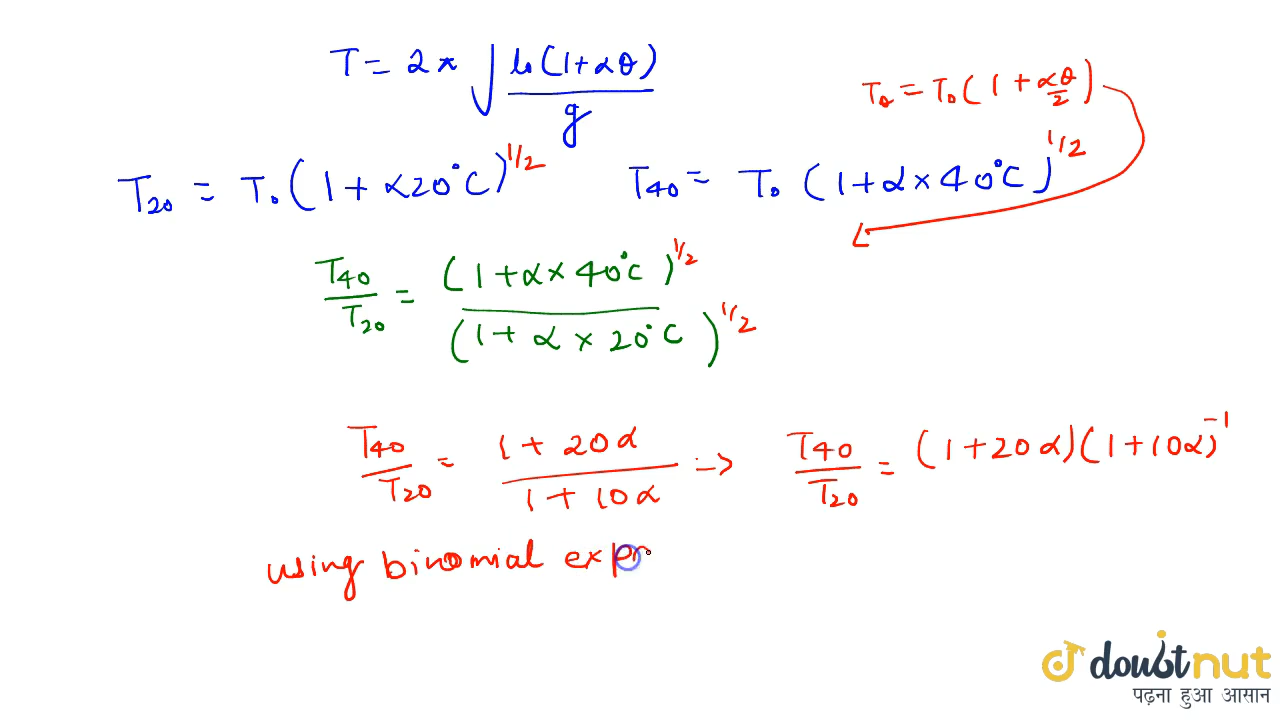 T = 2π √(l₀(1+αθ)/g)
T_θ = T₀(1 + αθ/2)
T₂₀ = T₀(1 + α20°C)^1/2
T₄₀ = T₀(1 + α × 40°C)^1/2
T₄₀/T₂₀ = (1 + α × 40°C)^1/2/(1 + α × 20°C)^1/2
T₄₀/T₂₀ = 1 + 20α/1 + 10α → T₄₀/T₂₀ = (1 + 20α)(1 + 10α)^-1
using binomial exp
doubtnut
पढ़ना हुआ आसान